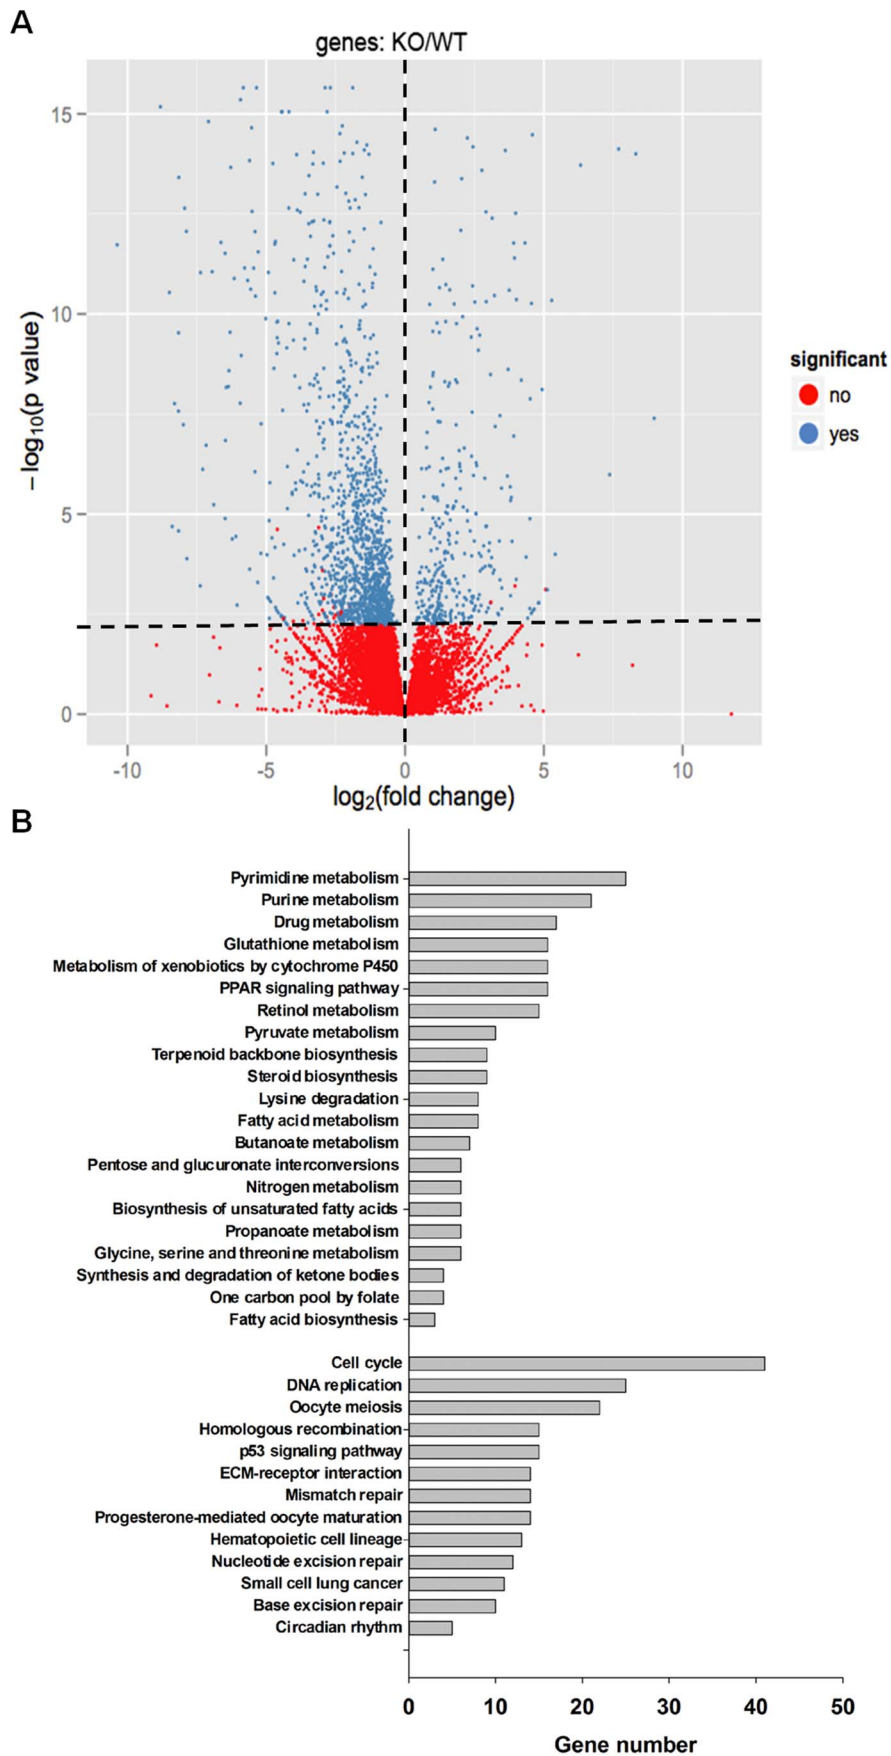 A
genes: KO/WT
15
10
5
0
−log10(p value)
-10 -5 0 5 10
log2(fold change)
significant
no
yes
B
Pyrimidine metabolism
Purine metabolism
Drug metabolism
Glutathione metabolism
Metabolism of xenobiotics by cytochrome P450
PPAR signaling pathway
Retinol metabolism
Pyruvate metabolism
Terpenoid backbone biosynthesis
Steroid biosynthesis
Lysine degradation
Fatty acid metabolism
Butanoate metabolism
Pentose and glucuronate interconversions
Nitrogen metabolism
Biosynthesis of unsaturated fatty acids
Propanoate metabolism
Glycine, serine and threonine metabolism
Synthesis and degradation of ketone bodies
One carbon pool by folate
Fatty acid biosynthesis
Cell cycle
DNA replication
Oocyte meiosis
Homologous recombination
p53 signaling pathway
ECM-receptor interaction
Mismatch repair
Progesterone-mediated oocyte maturation
Hematopoietic cell lineage
Nucleotide excision repair
Small cell lung cancer
Base excision repair
Circadian rhythm
0 10 20 30 40 50
Gene number